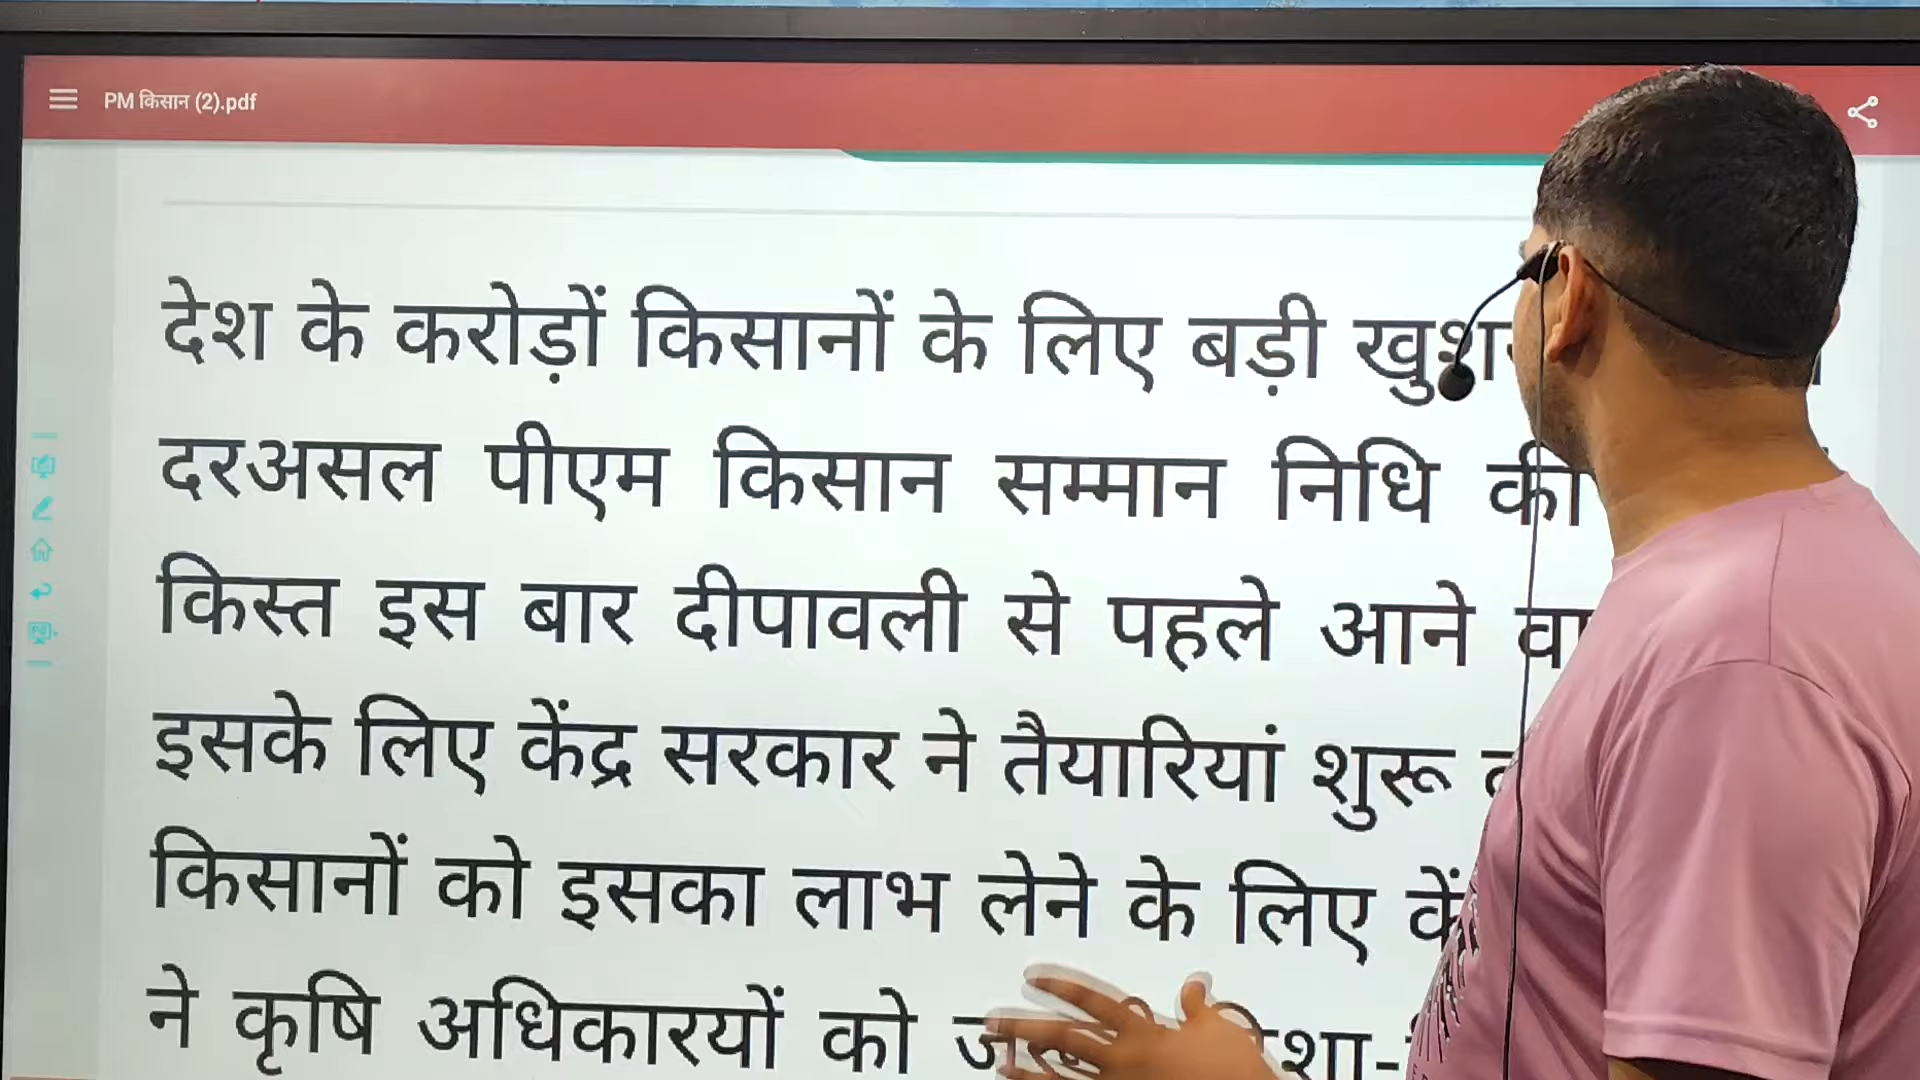 PM किसान (2).pdf
देश के करोड़ों किसानों के लिए बड़ी
दरअसल पीएम किसान सम्मान निधि की
किस्त इस बार दीपावली से पहले आने
इसके लिए केंद्र सरकार ने तैयारियां शुरू
किसानों को इसका लाभ लेने के लिए
ने कृषि अधिकारयों को